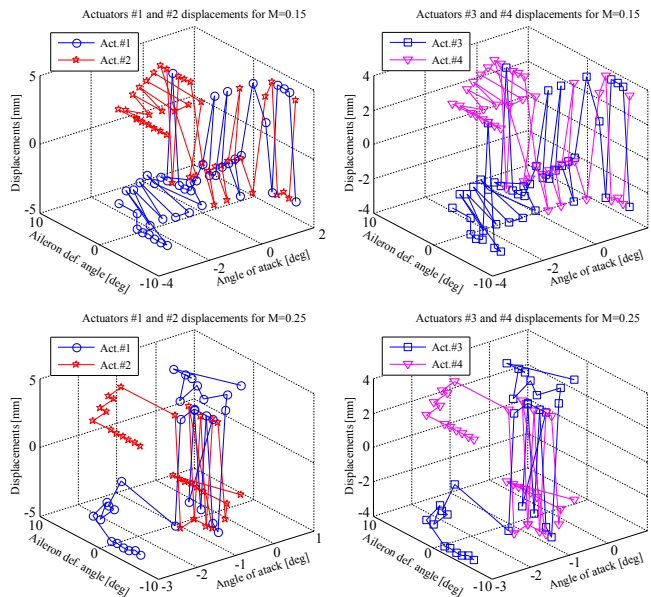 Actuators #1 and #2 displacements for M=0.15
Act.#1
Act.#2
5
0
-5
Displacements [mm]
10
0
-10
Aileron def. angle [deg]
-4
-2
0
2
Angle of atack [deg]
Actuators #3 and #4 displacements for M=0.15
Act.#3
Act.#4
4
2
0
-2
-4
Displacements [mm]
10
0
-10
Aileron def. angle [deg]
-4
-2
0
2
Angle of atack [deg]
Actuators #1 and #2 displacements for M=0.25
Act.#1
Act.#2
5
0
-5
Displacements [mm]
10
0
-10
Aileron def. angle [deg]
-3
-2
-1
0
1
Angle of atack [deg]
Actuators #3 and #4 displacements for M=0.25
Act.#3
Act.#4
4
2
0
-2
-4
Displacements [mm]
10
0
-10
Aileron def. angle [deg]
-3
-2
-1
0
1
Angle of atack [deg]